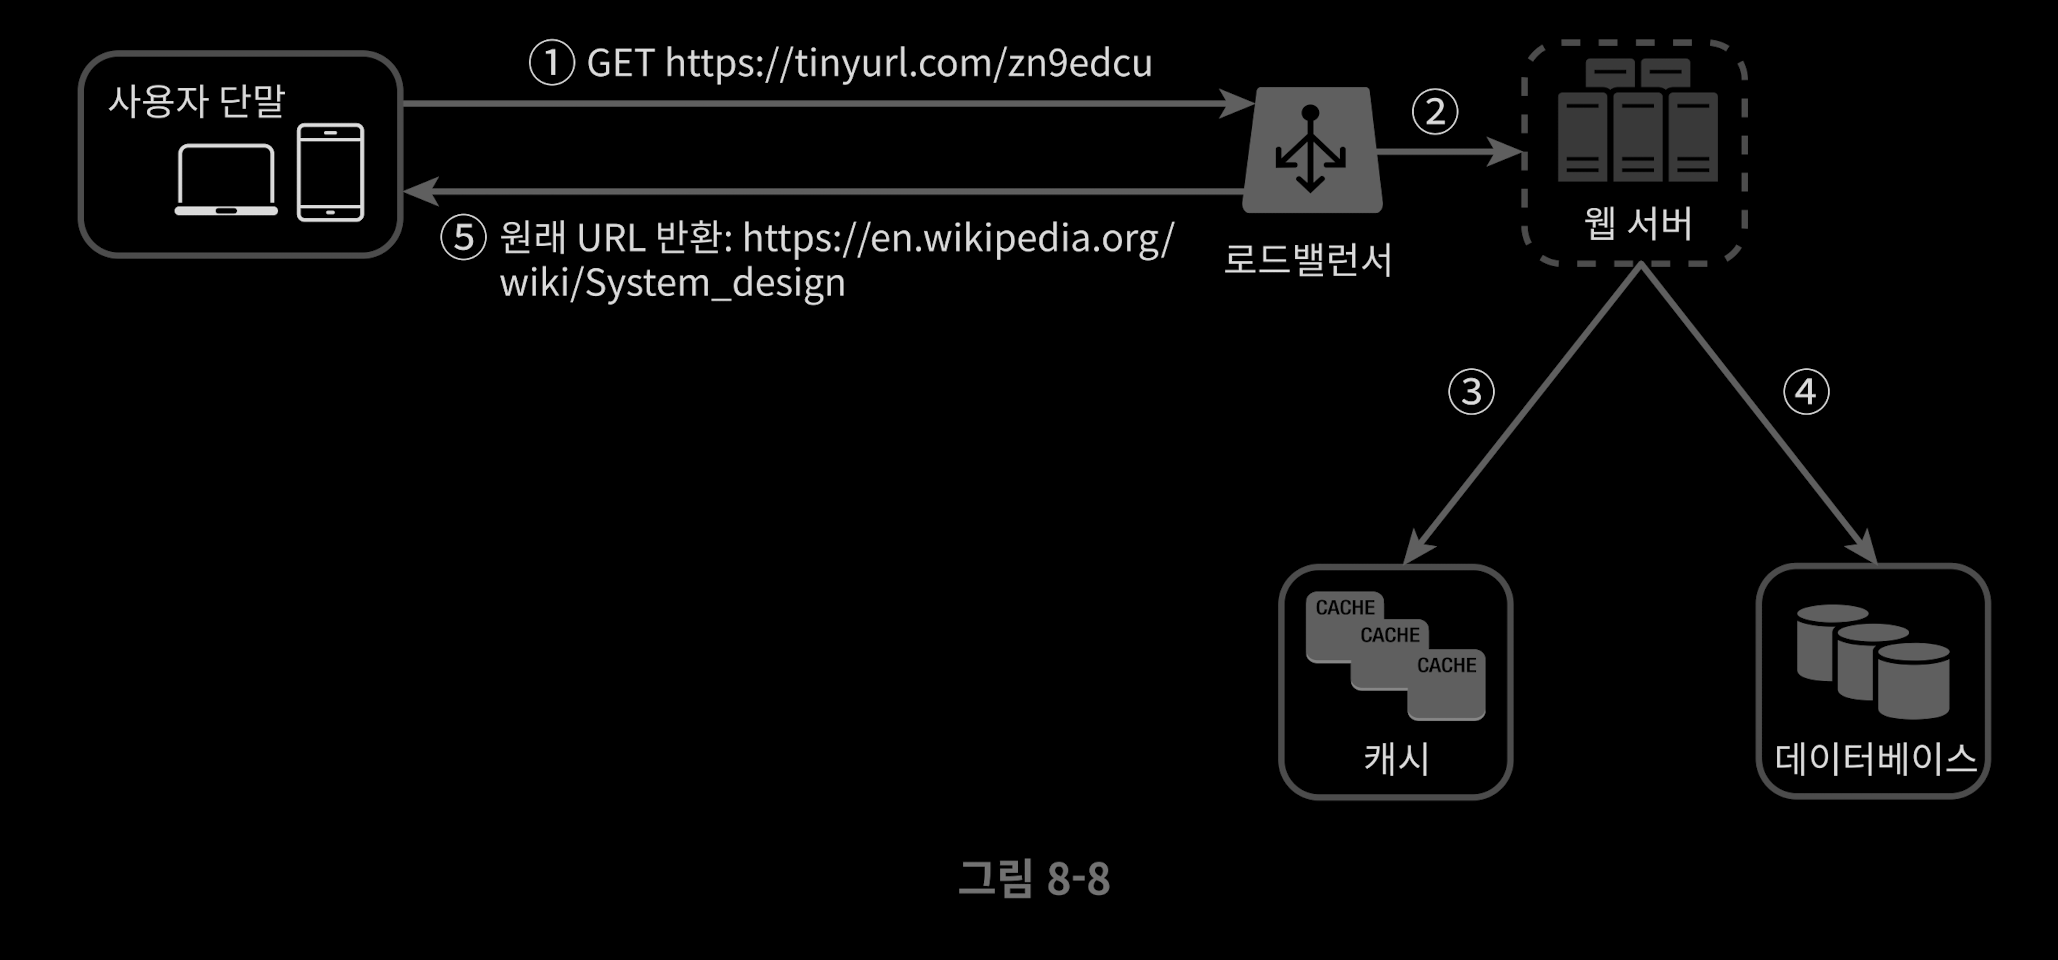 ① GET https://tinyurl.com/zn9edcu
사용자 단말
②
웹 서버
⑤ 원래 URL 반환: https://en.wikipedia.org/
wiki/System_design
로드밸런서
③
④
CACHE
CACHE
CACHE
캐시
데이터베이스
그림 8-8